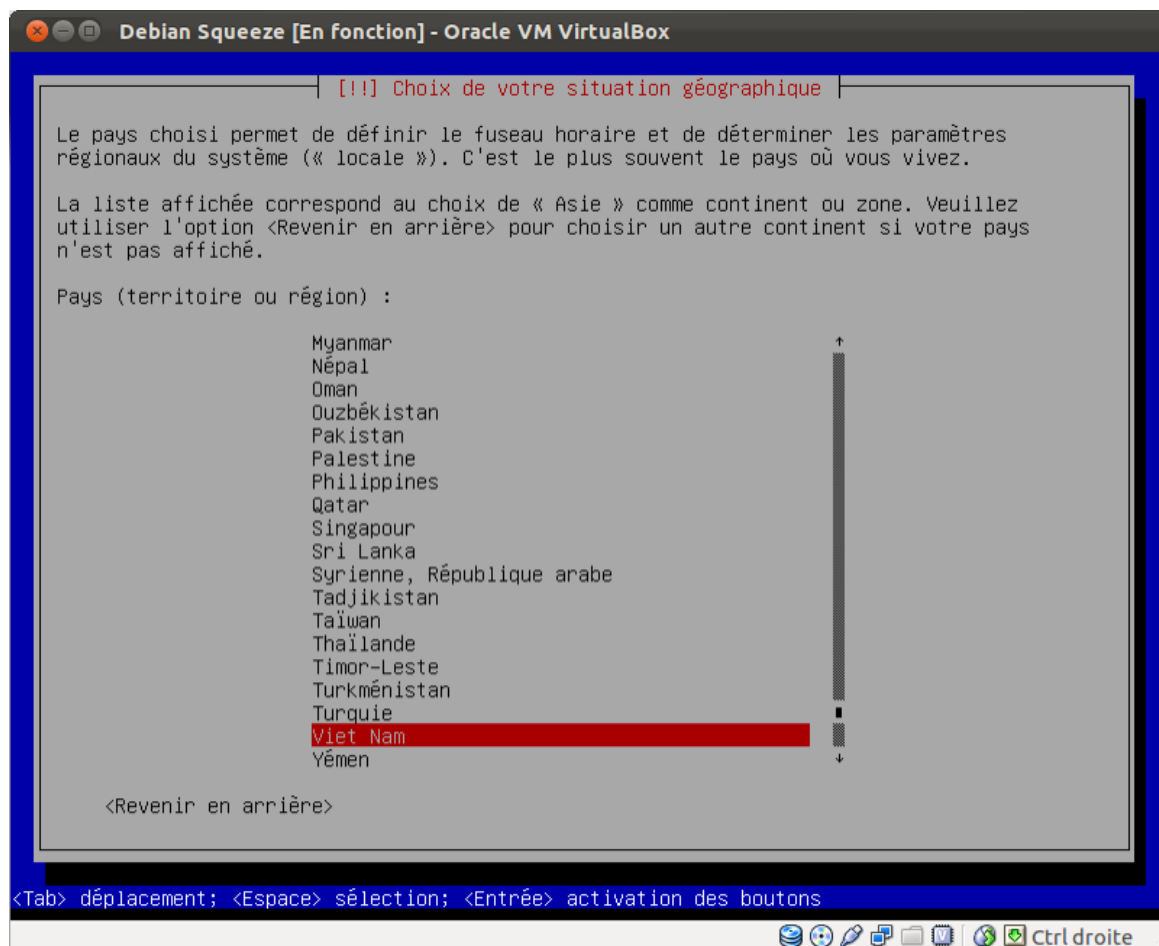 Debian Squeeze [En fonction] - Oracle VM VirtualBox
[!!] Choix de votre situation géographique
Le pays choisi permet de définir le fuseau horaire et de déterminer les paramètres
régionaux du système (« locale »). C'est le plus souvent le pays où vous vivez.
La liste affichée correspond au choix de « Asie » comme continent ou zone. Veuillez
utiliser l'option <Revenir en arrière> pour choisir un autre continent si votre pays
n'est pas affiché.
Pays (territoire ou région) :
Myanmar
Népal
Oman
Ouzbékistan
Pakistan
Palestine
Philippines
Qatar
Singapour
Sri Lanka
Syrienne, République arabe
Tadjikistan
Taïwan
Thaïlande
Timor-Leste
Turkménistan
Turquie
Viet Nam
Yémen
<Revenir en arrière>
<Tab> déplacement; <Espace> sélection; <Entrée> activation des boutons
Ctrl droite